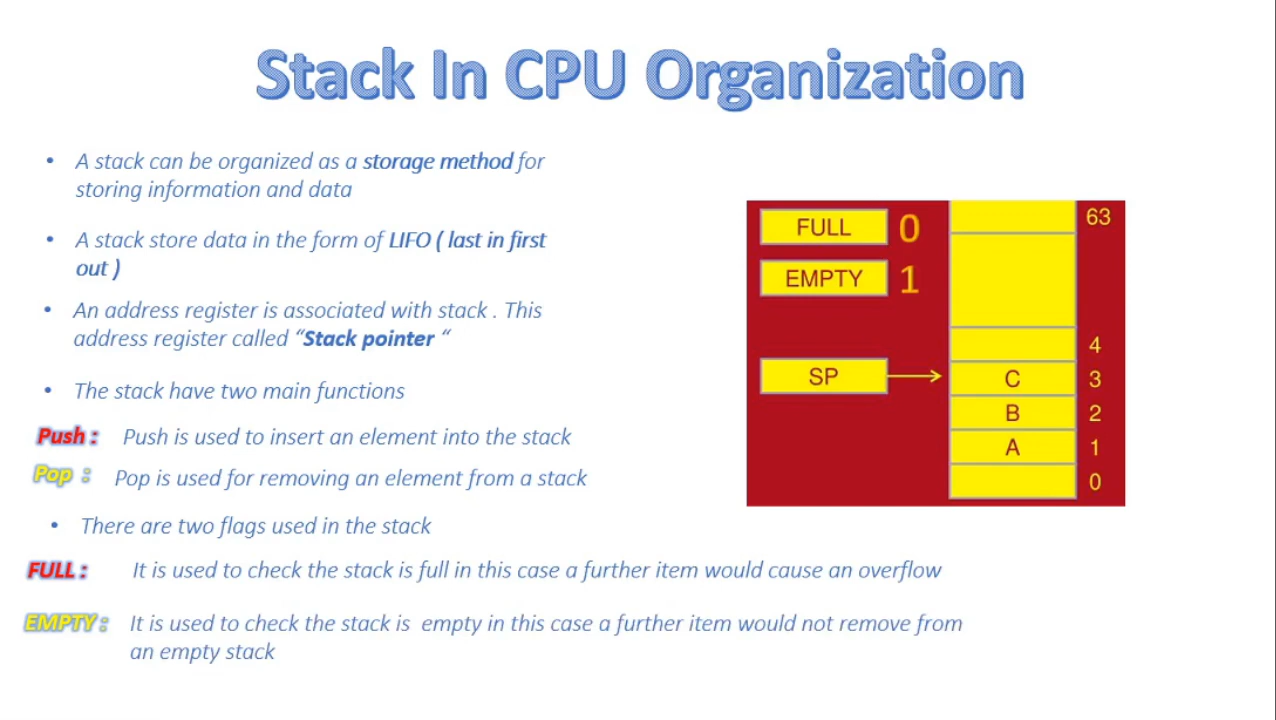 Stack In CPU Organization
• A stack can be organized as a storage method for
storing information and data
• A stack store data in the form of LIFO ( last in first
out )
• An address register is associated with stack . This
address register called “Stack pointer “
• The stack have two main functions
Push : Push is used to insert an element into the stack
Pop : Pop is used for removing an element from a stack
• There are two flags used in the stack
FULL : It is used to check the stack is full in this case a further item would cause an overflow
EMPTY : It is used to check the stack is empty in this case a further item would not remove from
an empty stack
FULL 0 63
EMPTY 1
4
SP C 3
B 2
A 1
0